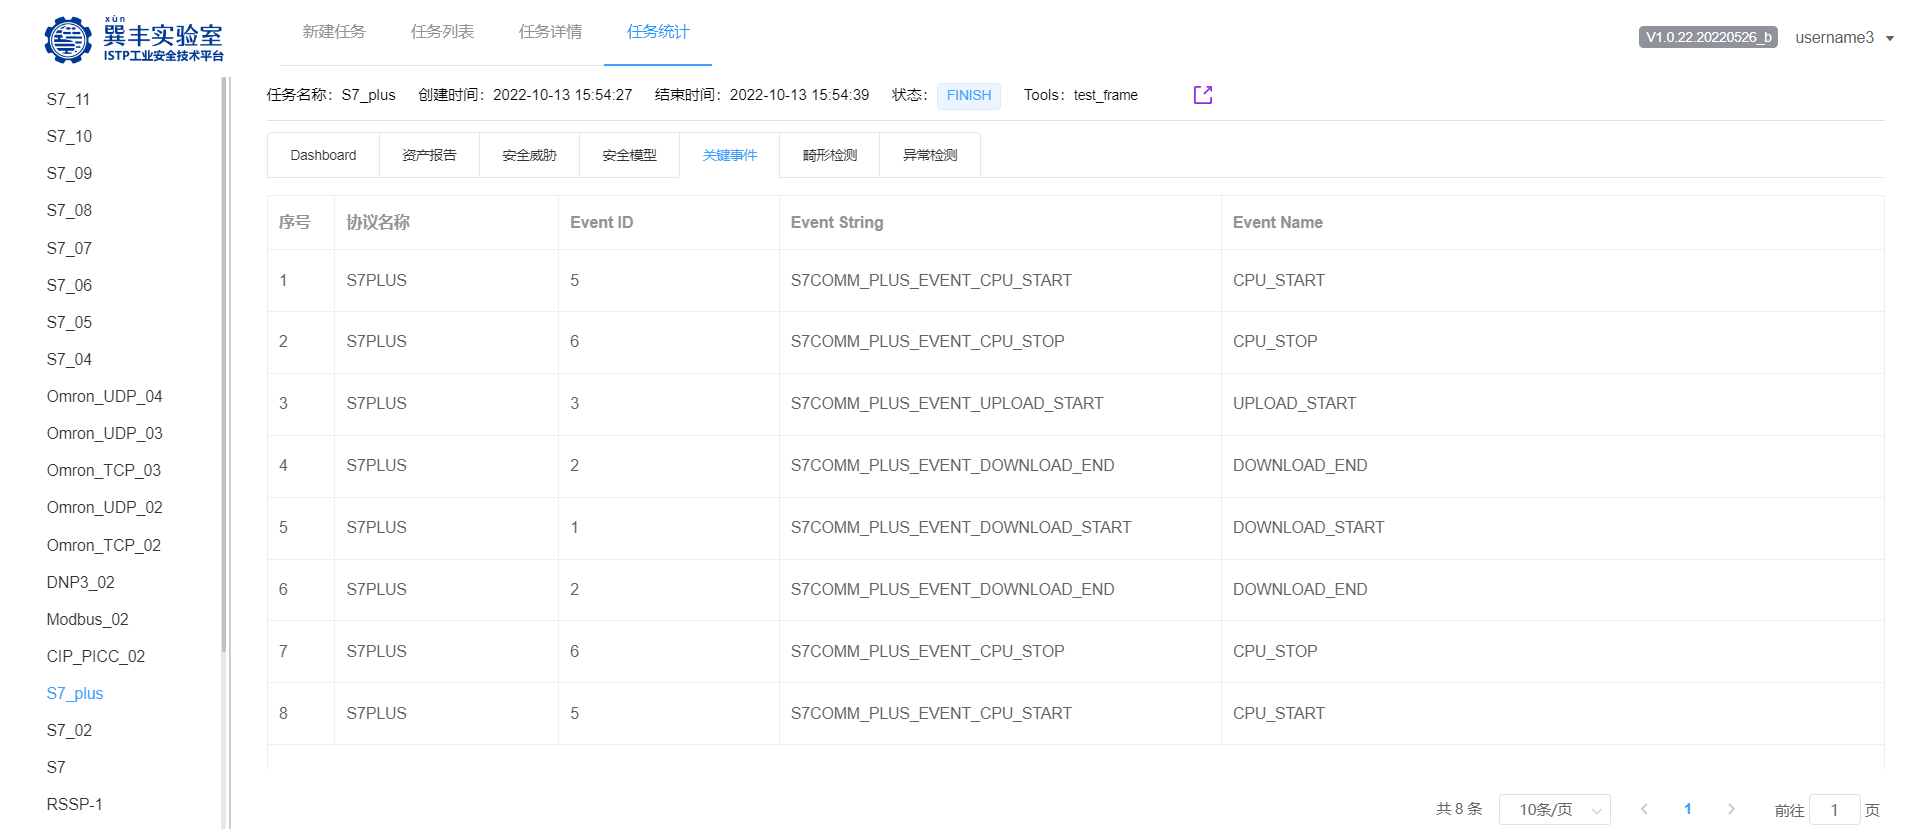 xùn
巽丰实验室
ISTP工业安全技术平台
新建任务 任务列表 任务详情 任务统计
V1.0.22.20220526_b username3
任务名称：S7_plus 创建时间：2022-10-13 15:54:27 结束时间：2022-10-13 15:54:39 状态：FINISH Tools：test_frame
Dashboard 资产报告 安全威胁 安全模型 关键事件 畸形检测 异常检测
S7_11
S7_10
S7_09
S7_08
S7_07
S7_06
S7_05
S7_04
Omron_UDP_04
Omron_UDP_03
Omron_TCP_03
Omron_UDP_02
Omron_TCP_02
DNP3_02
Modbus_02
CIP_PICC_02
S7_plus
S7_02
S7
RSSP-1
序号 协议名称 Event ID Event String Event Name
1 S7PLUS 5 S7COMM_PLUS_EVENT_CPU_START CPU_START
2 S7PLUS 6 S7COMM_PLUS_EVENT_CPU_STOP CPU_STOP
3 S7PLUS 3 S7COMM_PLUS_EVENT_UPLOAD_START UPLOAD_START
4 S7PLUS 2 S7COMM_PLUS_EVENT_DOWNLOAD_END DOWNLOAD_END
5 S7PLUS 1 S7COMM_PLUS_EVENT_DOWNLOAD_START DOWNLOAD_START
6 S7PLUS 2 S7COMM_PLUS_EVENT_DOWNLOAD_END DOWNLOAD_END
7 S7PLUS 6 S7COMM_PLUS_EVENT_CPU_STOP CPU_STOP
8 S7PLUS 5 S7COMM_PLUS_EVENT_CPU_START CPU_START
共 8 条 10条/页 1 前往 1 页